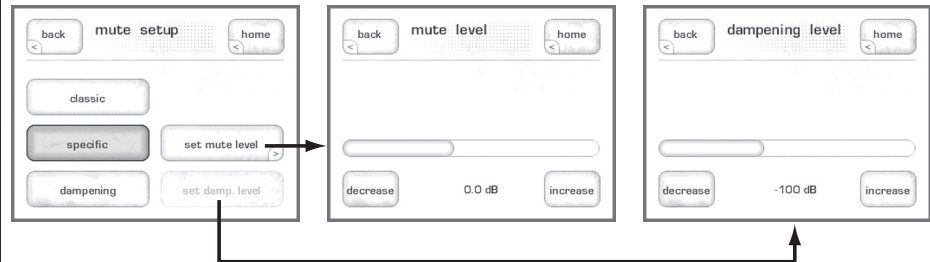 back
mute setup
home
classic
specific
set mute level
dampening
set damp. level
back
mute level
home
decrease
0.0 dB
increase
back
dampening level
home
decrease
-100 dB
increase